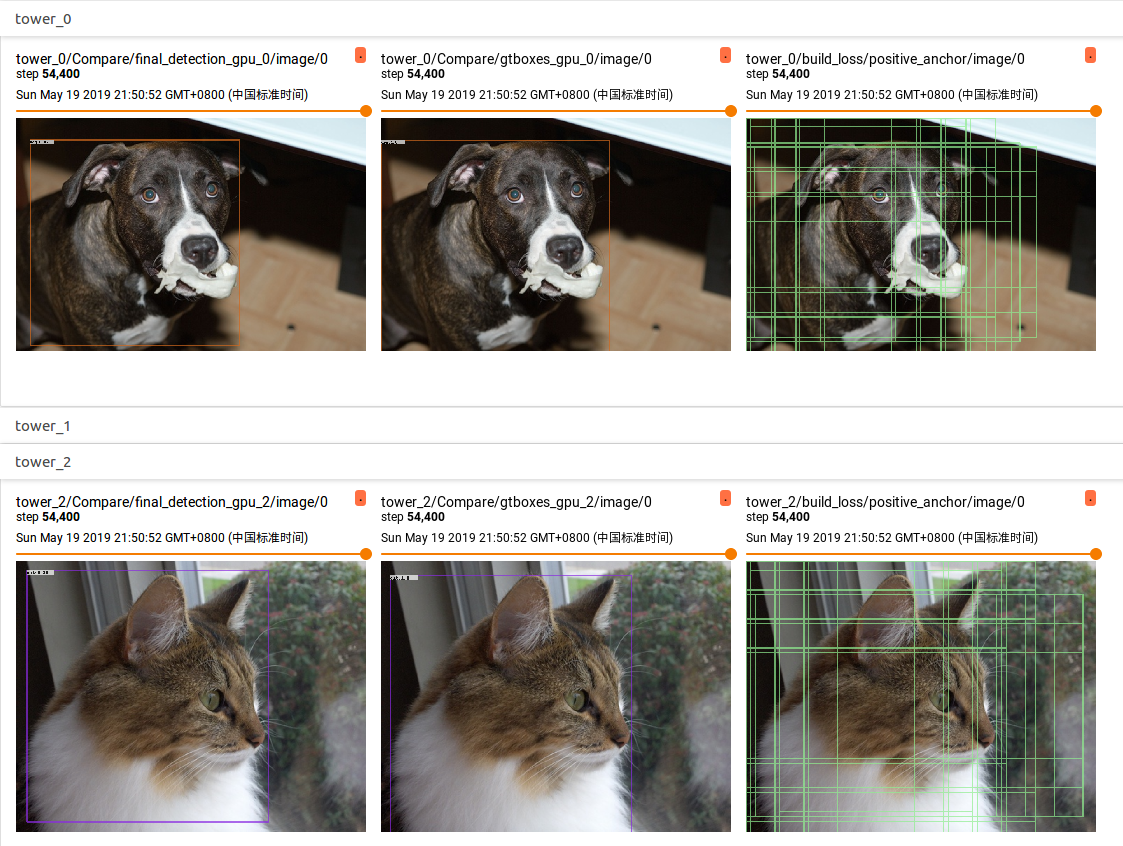 tower_0
tower_0/Compare/final_detection_gpu_0/image/0
step 54,400
Sun May 19 2019 21:50:52 GMT+0800 (中国标准时间)
tower_0/Compare/gtboxes_gpu_0/image/0
step 54,400
Sun May 19 2019 21:50:52 GMT+0800 (中国标准时间)
tower_0/build_loss/positive_anchor/image/0
step 54,400
Sun May 19 2019 21:50:52 GMT+0800 (中国标准时间)
tower_1
tower_2
tower_2/Compare/final_detection_gpu_2/image/0
step 54,400
Sun May 19 2019 21:50:52 GMT+0800 (中国标准时间)
tower_2/Compare/gtboxes_gpu_2/image/0
step 54,400
Sun May 19 2019 21:50:52 GMT+0800 (中国标准时间)
tower_2/build_loss/positive_anchor/image/0
step 54,400
Sun May 19 2019 21:50:52 GMT+0800 (中国标准时间)